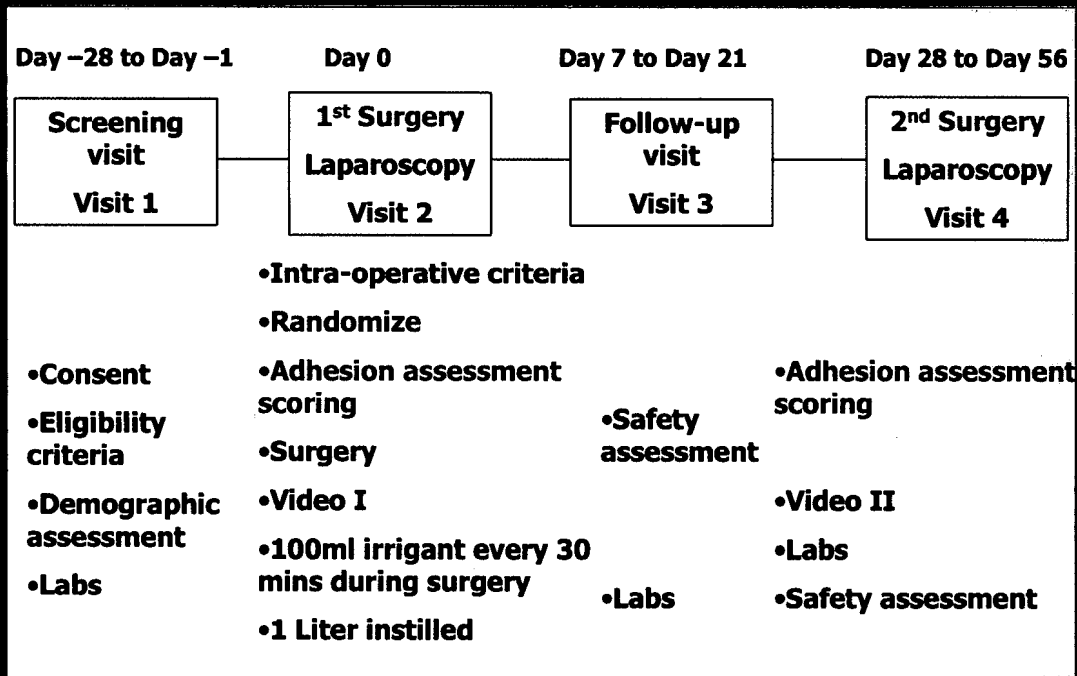 Day –28 to Day –1
Day 0
Day 7 to Day 21
Day 28 to Day 56
Screening
visit
Visit 1
1st Surgery
Laparoscopy
Visit 2
Follow-up
visit
Visit 3
2nd Surgery
Laparoscopy
Visit 4
•Consent
•Eligibility
criteria
•Demographic
assessment
•Labs
•Intra-operative criteria
•Randomize
•Adhesion assessment
scoring
•Surgery
•Video I
•100ml irrigant every 30
mins during surgery
•1 Liter instilled
•Safety
assessment
•Labs
•Adhesion assessment
scoring
•Video II
•Labs
•Safety assessment